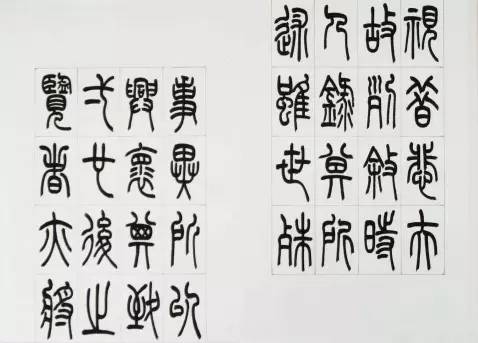 視昔悲夫
故列敘時
人錄其所
述雖世殊
事異所以
興懷其致
弌也後之
覽者亦將